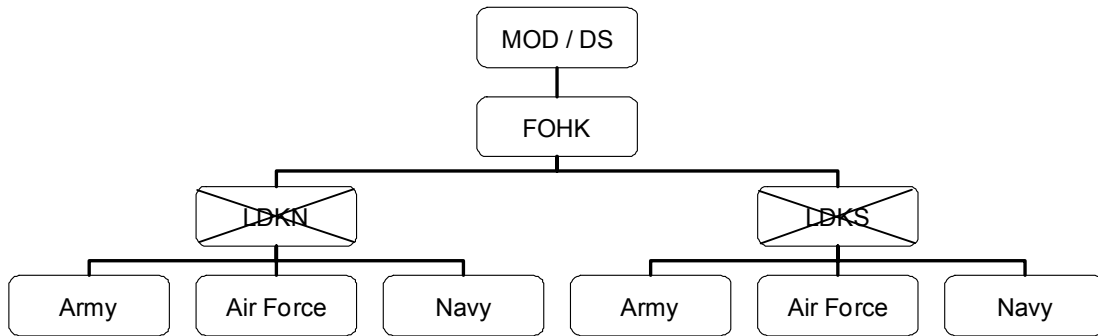 MOD / DS
FOHK
LDKN
LDKS
Army
Air Force
Navy
Army
Air Force
Navy